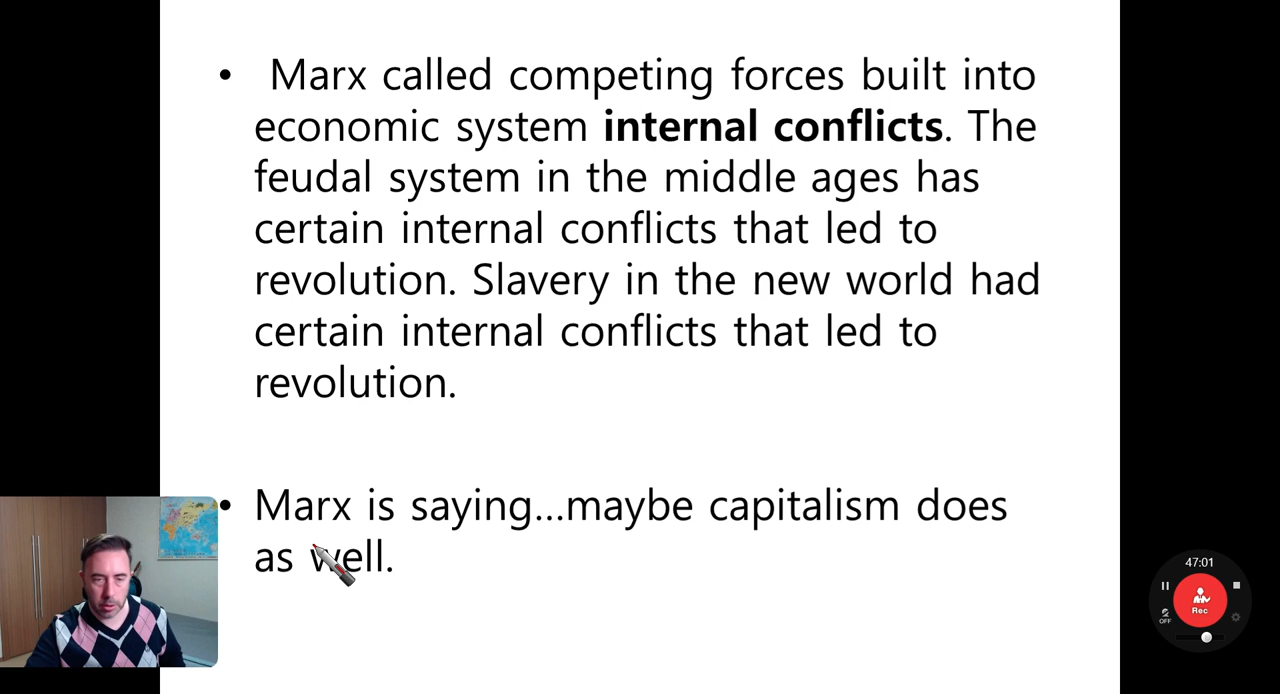 • Marx called competing forces built into
economic system internal conflicts. The
feudal system in the middle ages has
certain internal conflicts that led to
revolution. Slavery in the new world had
certain internal conflicts that led to
revolution.
• Marx is saying...maybe capitalism does
as well.
47:01
Rec
OFF